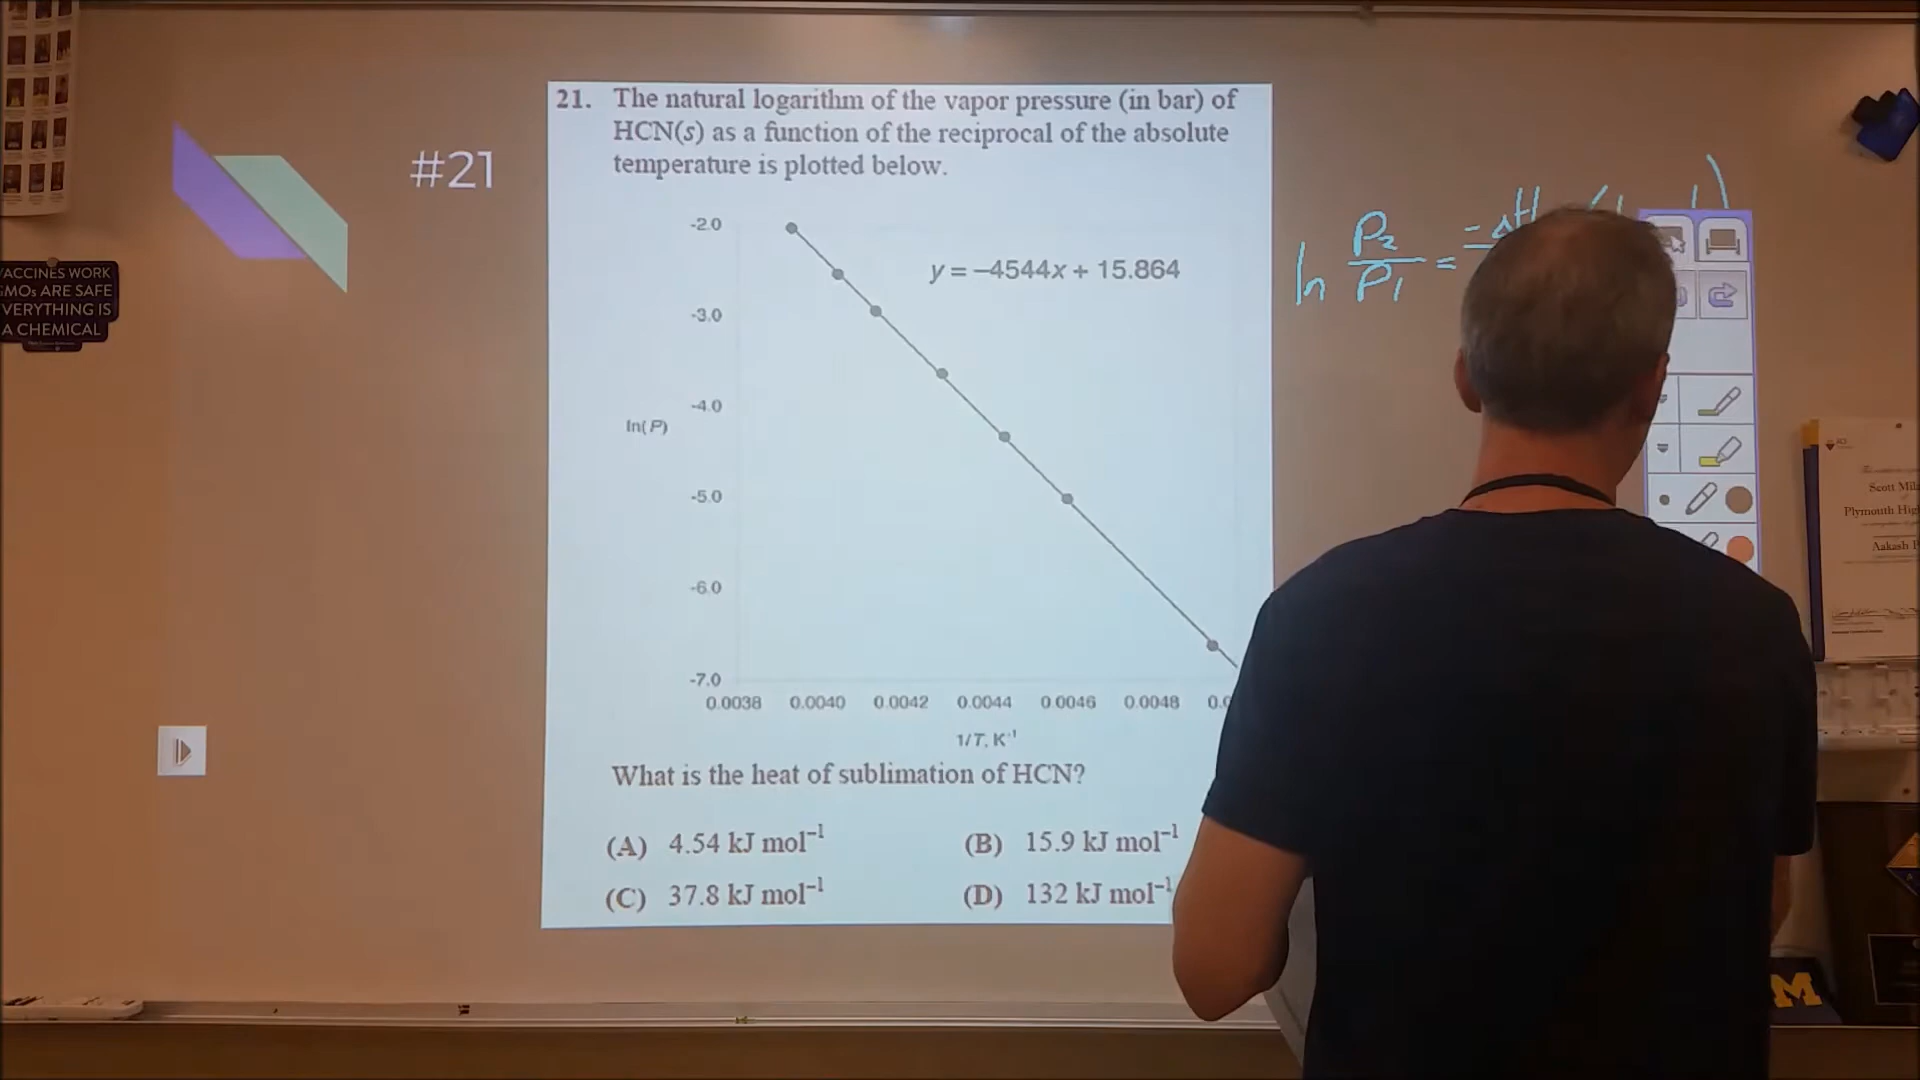 VACCINES WORK
GMOs ARE SAFE
EVERYTHING IS
A CHEMICAL
#21
21. The natural logarithm of the vapor pressure (in bar) of
HCN(s) as a function of the reciprocal of the absolute
temperature is plotted below.
-2.0
y = −4544x + 15.864
-3.0
-4.0
ln(P)
-5.0
-6.0
-7.0
0.0038 0.0040 0.0042 0.0044 0.0046 0.0048
1/T, K⁻¹
What is the heat of sublimation of HCN?
(A) 4.54 kJ mol⁻¹ (B) 15.9 kJ mol⁻¹
(C) 37.8 kJ mol⁻¹ (D) 132 kJ mol⁻¹
ln P₂/P₁ = -ΔH
Scott
Plymouth
Aakash
M